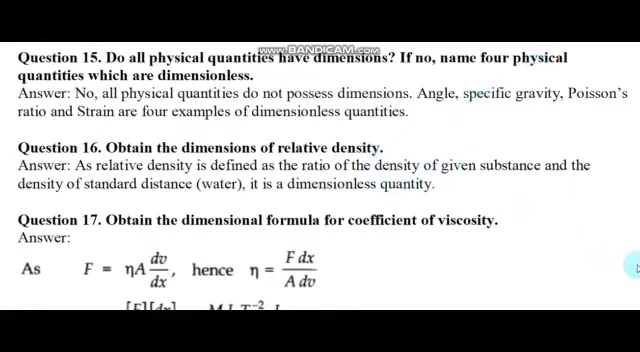 www.BANDICAM.com
Question 15. Do all physical quantities have dimensions? If no, name four physical
quantities which are dimensionless.
Answer: No, all physical quantities do not possess dimensions. Angle, specific gravity, Poisson's
ratio and Strain are four examples of dimensionless quantities.
Question 16. Obtain the dimensions of relative density.
Answer: As relative density is defined as the ratio of the density of given substance and the
density of standard distance (water), it is a dimensionless quantity.
Question 17. Obtain the dimensional formula for coefficient of viscosity.
Answer:
As F = ηA dv/dx, hence η = F dx / A dv